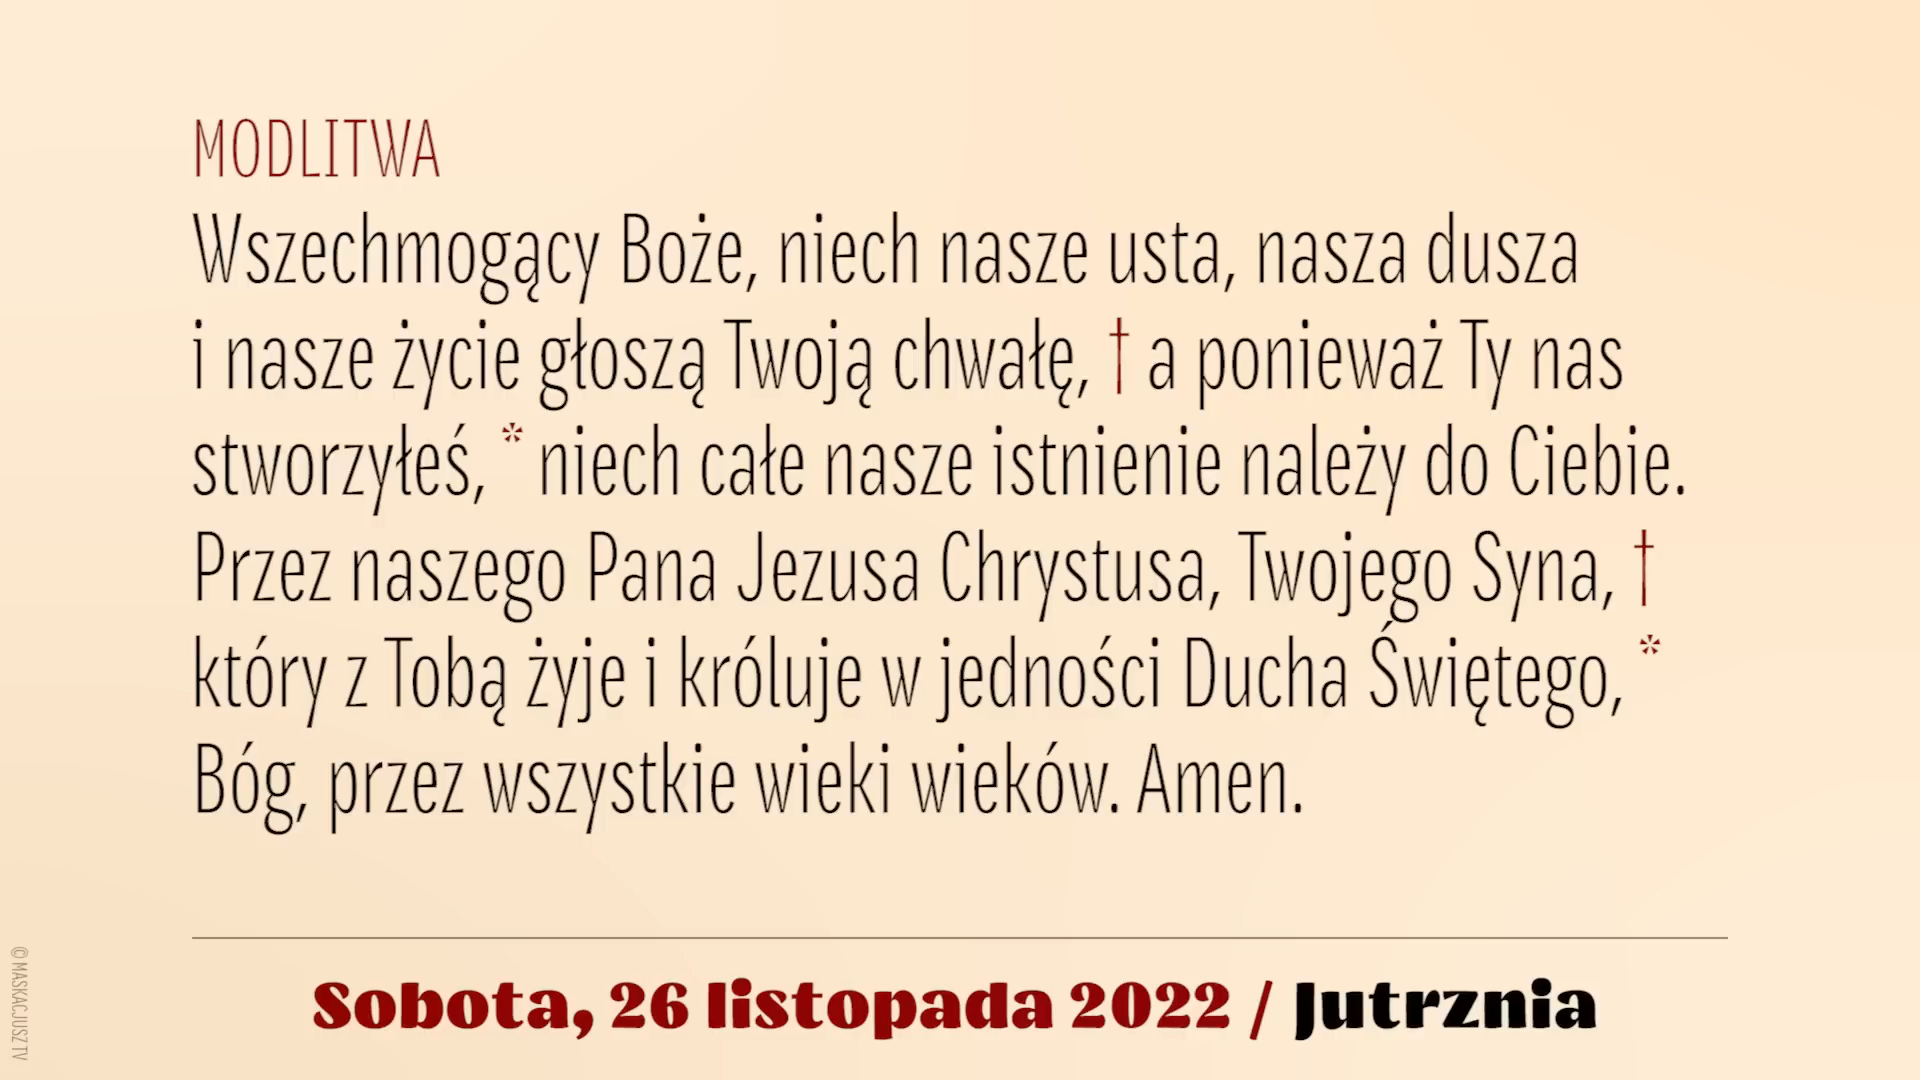 MODLITWA
Wszechmogący Boże, niech nasze usta, nasza dusza
i nasze życie głoszą Twoją chwałę, † a ponieważ Ty nas
stworzyłeś, * niech całe nasze istnienie należy do Ciebie.
Przez naszego Pana Jezusa Chrystusa, Twojego Syna, †
który z Tobą żyje i króluje w jedności Ducha Świętego, *
Bóg, przez wszystkie wieki wieków. Amen.
Sobota, 26 listopada 2022 / Jutrznia
© MASKACJUSZ TV